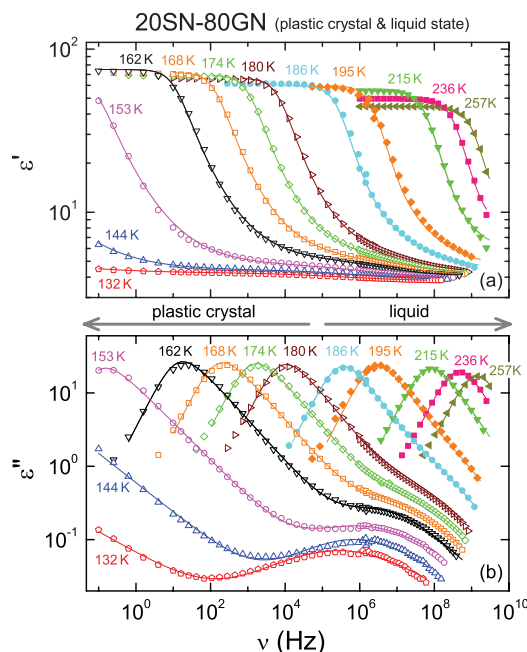 20SN-80GN (plastic crystal & liquid state)
10²
162 K 168 K 174 K 180 K 186 K 195 K 215 K 236 K 257K
153 K
ε'
10¹
144 K
132 K
(a)
plastic crystal liquid
153 K 162 K 168 K 174 K 180 K 186 K 195 K 215 K 236 K 257K
10¹
ε''
10⁰
144 K
10⁻¹
132 K
(b)
10⁰ 10² 10⁴ 10⁶ 10⁸ 10¹⁰
ν (Hz)